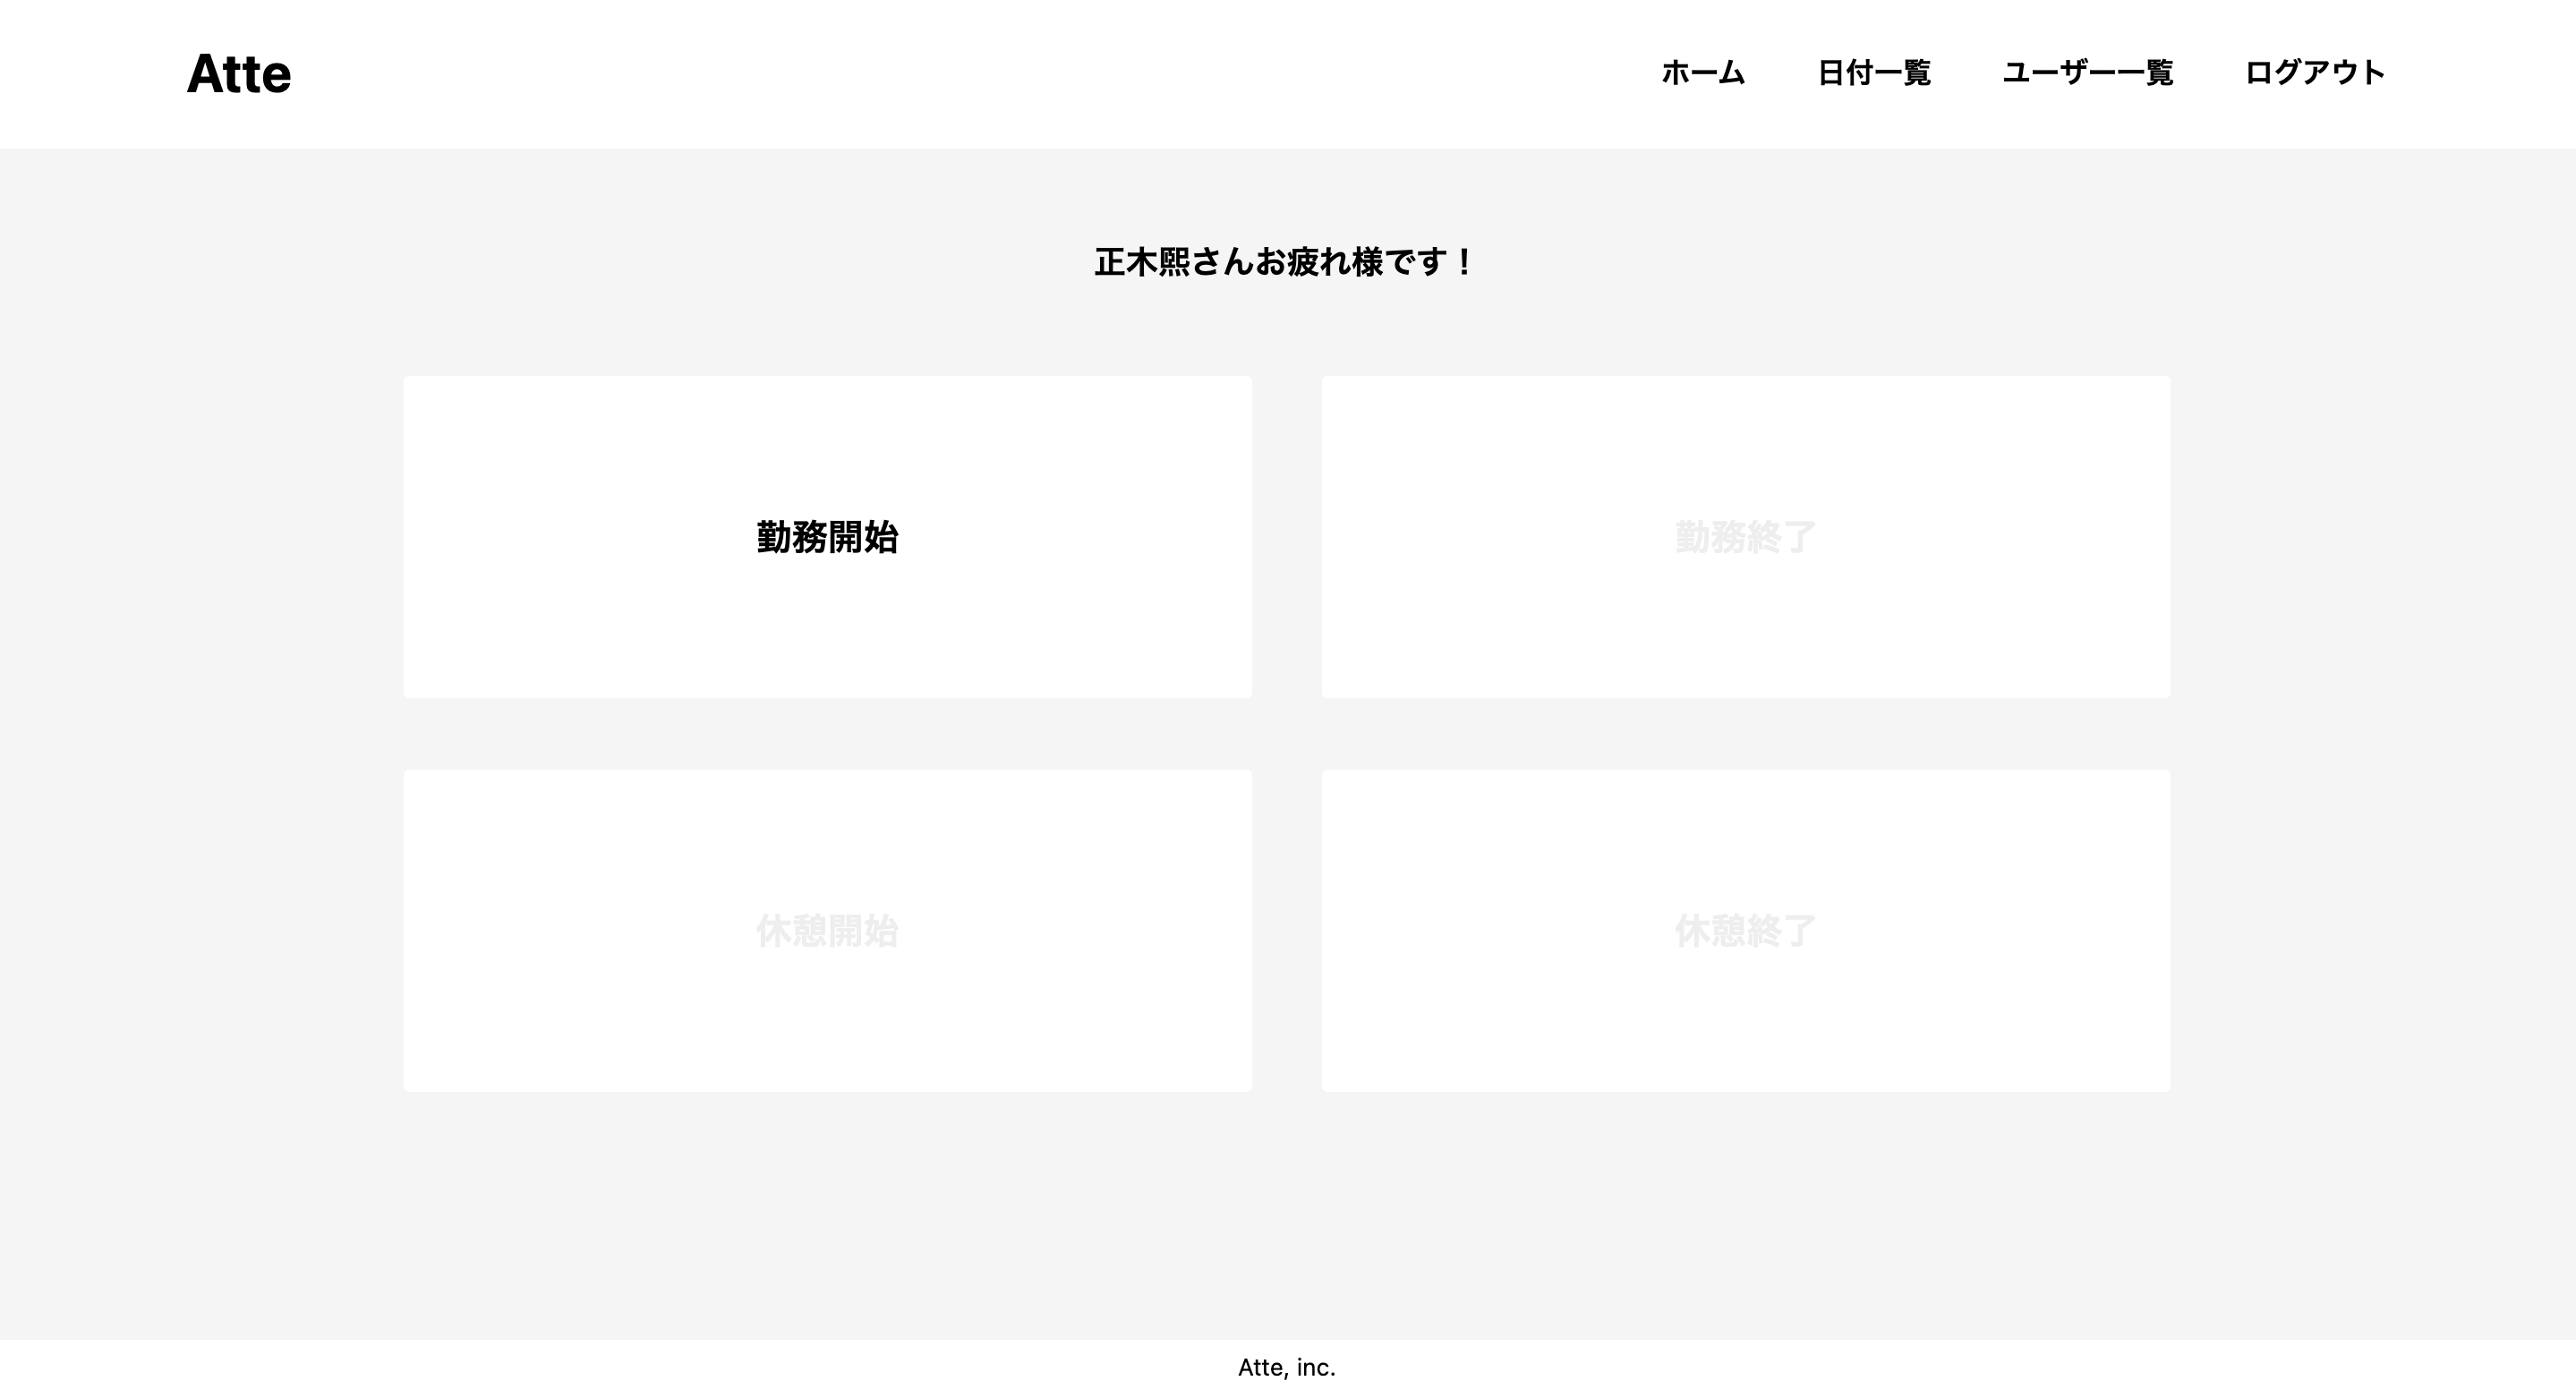 Atte
ホーム 日付一覧 ユーザー一覧 ログアウト
正木熙さんお疲れ様です！
勤務開始 勤務終了
休憩開始 休憩終了
Atte, inc.